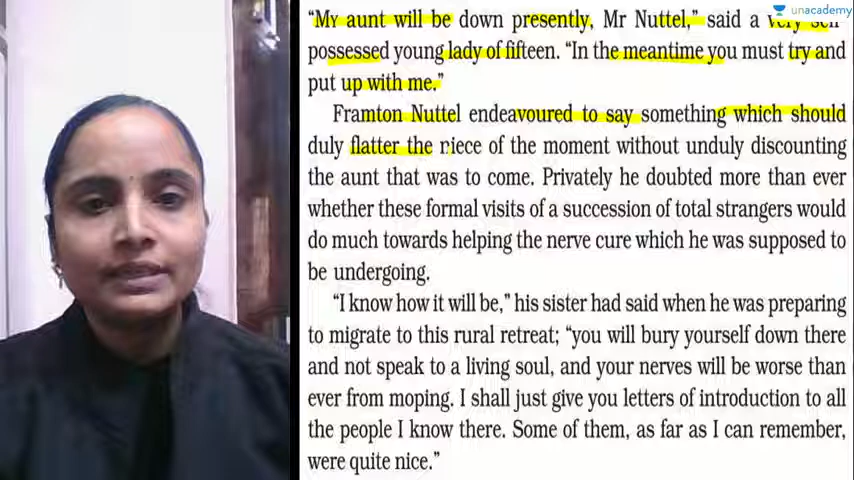 unacademy
“My aunt will be down presently, Mr Nuttel,” said a very self
possessed young lady of fifteen. “In the meantime you must try and
put up with me.”
Framton Nuttel endeavoured to say something which should
duly flatter the niece of the moment without unduly discounting
the aunt that was to come. Privately he doubted more than ever
whether these formal visits of a succession of total strangers would
do much towards helping the nerve cure which he was supposed to
be undergoing.
“I know how it will be,” his sister had said when he was preparing
to migrate to this rural retreat; “you will bury yourself down there
and not speak to a living soul, and your nerves will be worse than
ever from moping. I shall just give you letters of introduction to all
the people I know there. Some of them, as far as I can remember,
were quite nice.”